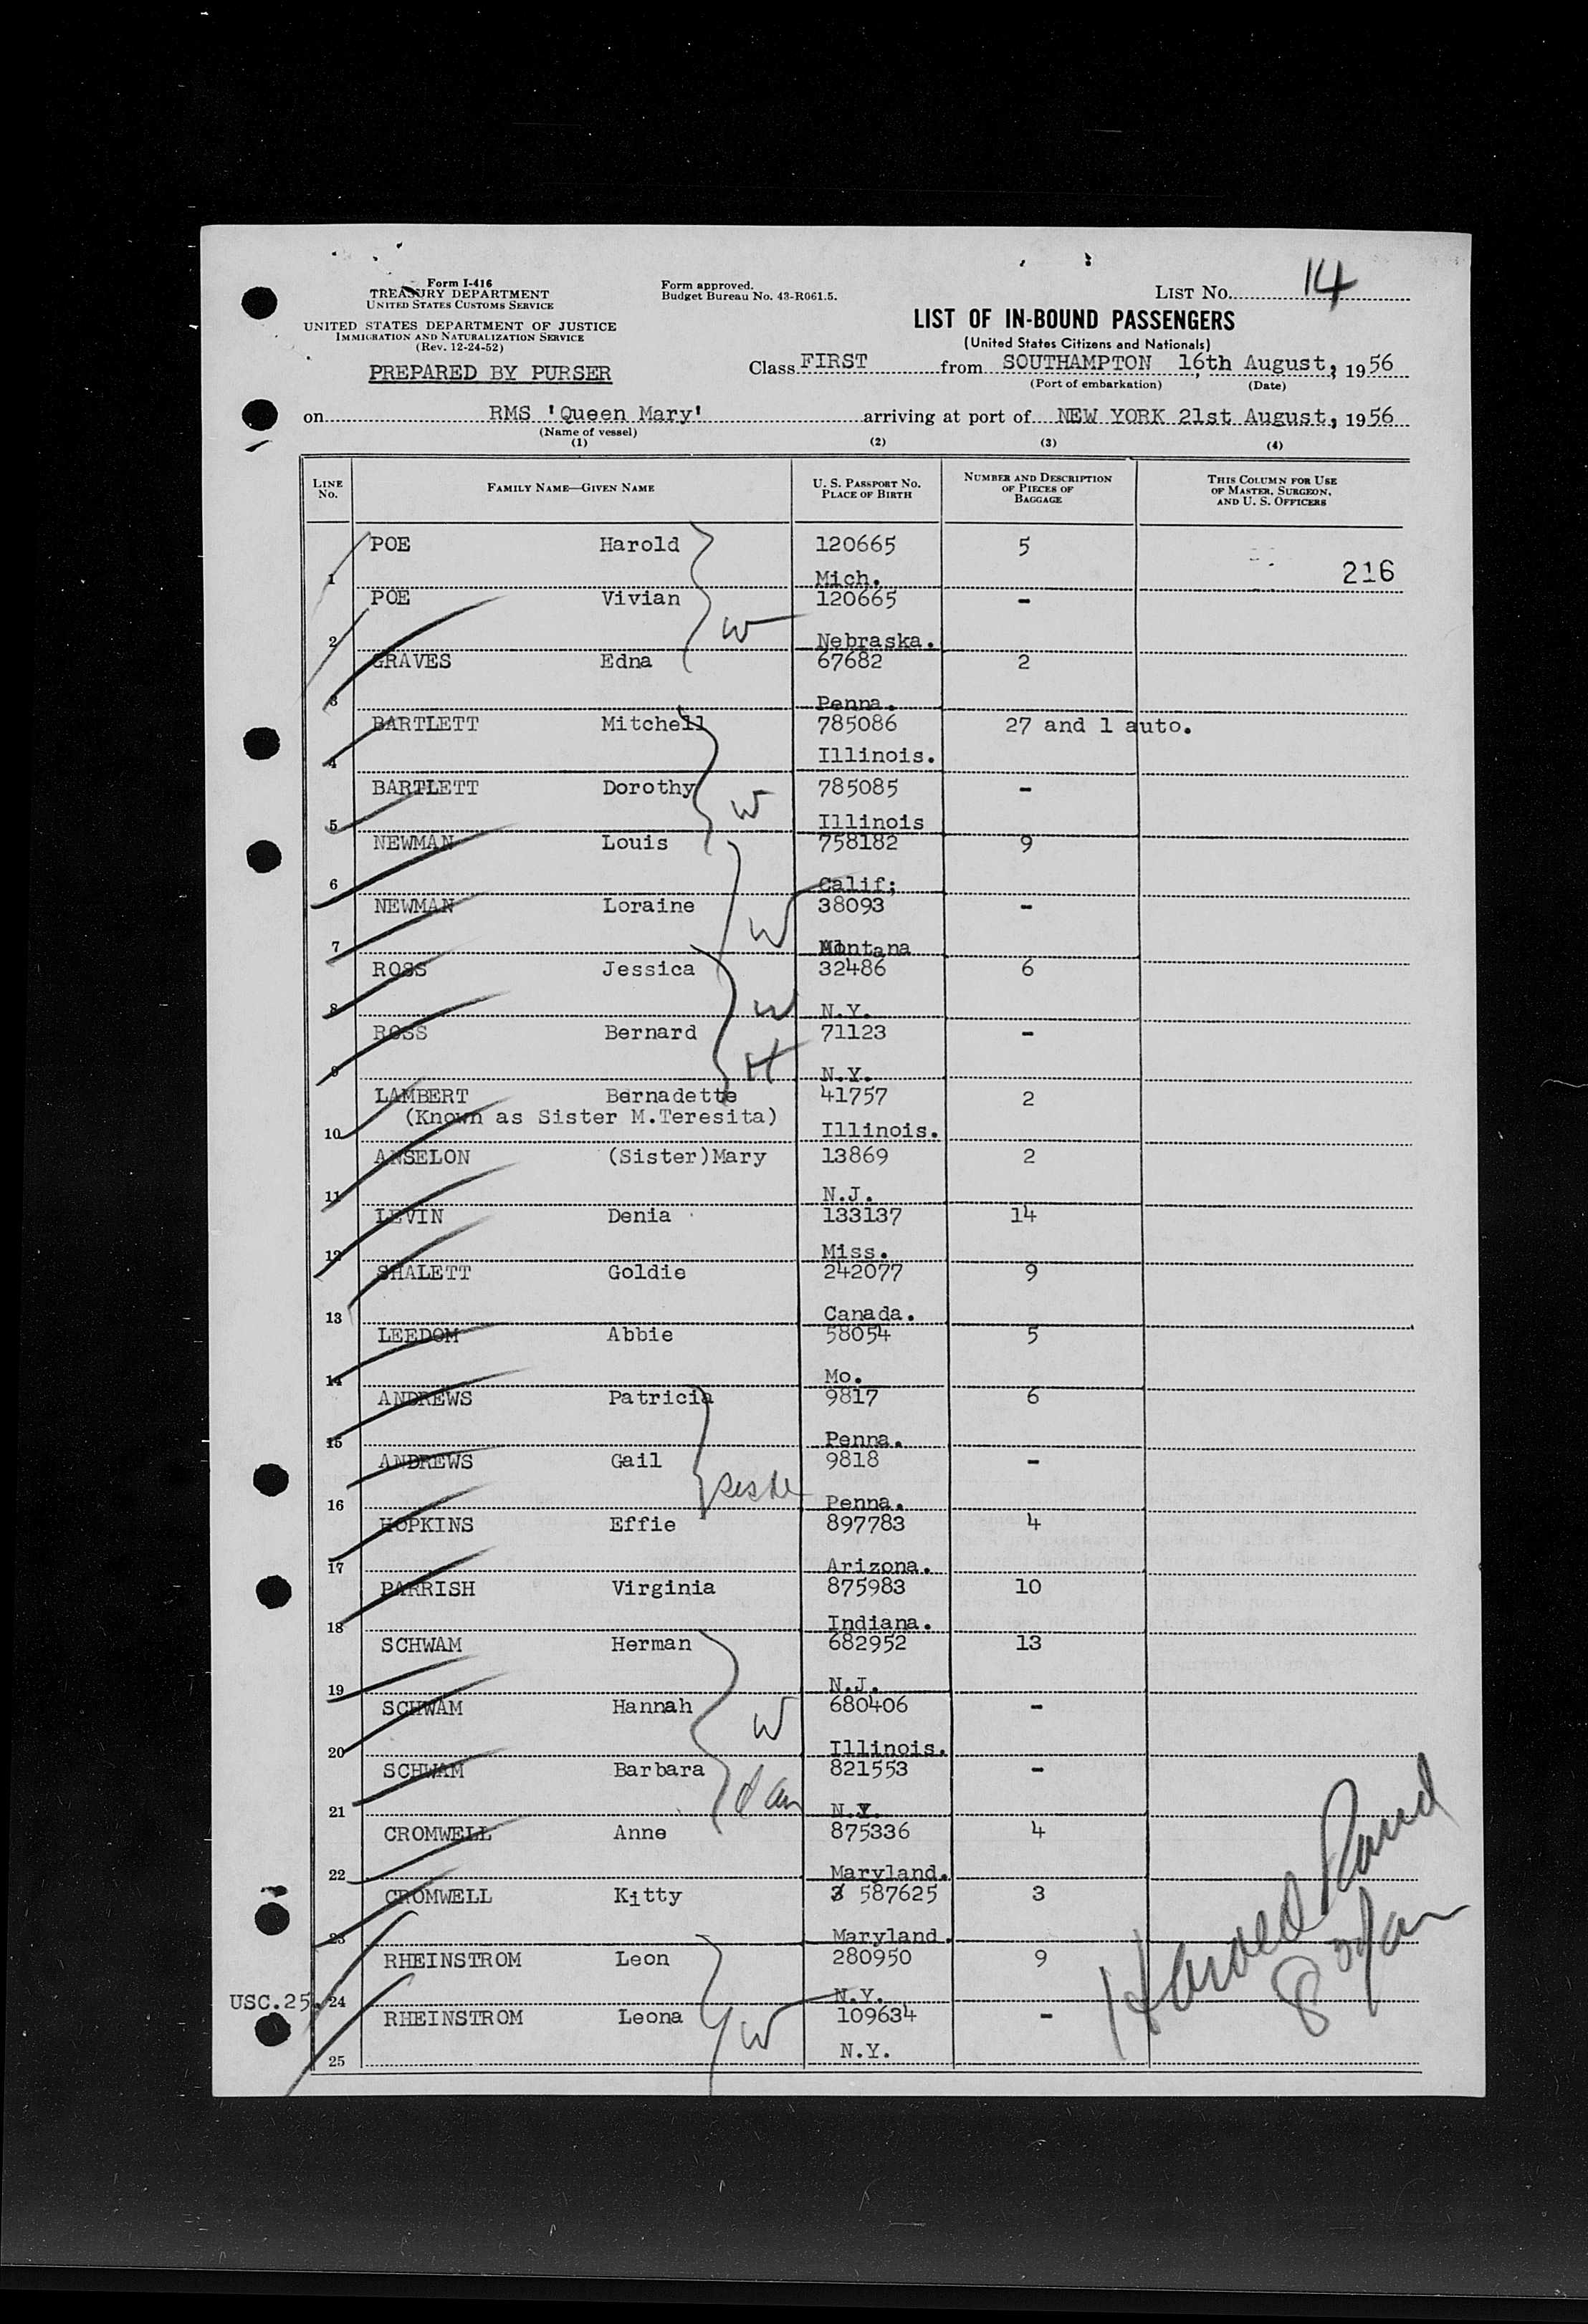 Form I-416
TREASURY DEPARTMENT
UNITED STATES CUSTOMS SERVICE
UNITED STATES DEPARTMENT OF JUSTICE
IMMIGRATION AND NATURALIZATION SERVICE
(Rev. 12-24-52)
PREPARED BY PURSER
Form approved.
Budget Bureau No. 43-R061.5.
LIST NO. 14
LIST OF IN-BOUND PASSENGERS
(United States Citizens and Nationals)
Class FIRST from SOUTHAMPTON 16th August, 1956
(Port of embarkation) (Date)
on RMS 'Queen Mary' arriving at port of NEW YORK 21st August, 1956
(Name of vessel)
(1) (2) (3) (4)
LINE NO. FAMILY NAME—GIVEN NAME U. S. PASSPORT NO. PLACE OF BIRTH NUMBER AND DESCRIPTION OF PIECES OF BAGGAGE THIS COLUMN FOR USE OF MASTER, SURGEON, AND U. S. OFFICERS
POE Harold 120665 5
1 Mich. 216
POE Vivian 120665 -
W
2 Nebraska.
GRAVES Edna 67682 2
3 Penna.
BARTLETT Mitchell 785086 27 and 1 auto.
4 Illinois.
BARTLETT Dorothy 785085 -
W
5 Illinois
NEWMAN Louis 758182 9
6 Calif;
NEWMAN Loraine 38093 -
W
7 Montana
ROSS Jessica 32486 6
8 W N.Y.
ROSS Bernard 71123 -
9 H N.Y.
LAMBERT Bernadette 41757 2
(Known as Sister M.Teresita)
10 Illinois.
ANSELON (Sister)Mary 13869 2
11 N.J.
LEVIN Denia 133137 14
12 Miss.
SHALETT Goldie 242077 9
13 Canada.
LEEDOM Abbie 58054 5
14 Mo.
ANDREWS Patricia 9817 6
15 Penna.
ANDREWS Gail 9818 -
16 Penna.
HOPKINS Effie 897783 4
17 Arizona.
PARRISH Virginia 875983 10
18 Indiana.
SCHWAM Herman 682952 13
19 N.J.
SCHWAM Hannah 680406 -
W
20 Illinois.
SCHWAM Barbara 821553 -
dau
21 N.Y.
CROMWELL Anne 875336 4
22 Maryland.
CROMWELL Kitty 587625 3
23 Maryland.
RHEINSTROM Leon 280950 9
USC.25. 24 N.Y.
RHEINSTROM Leona 109634 -
W
25 N.Y.